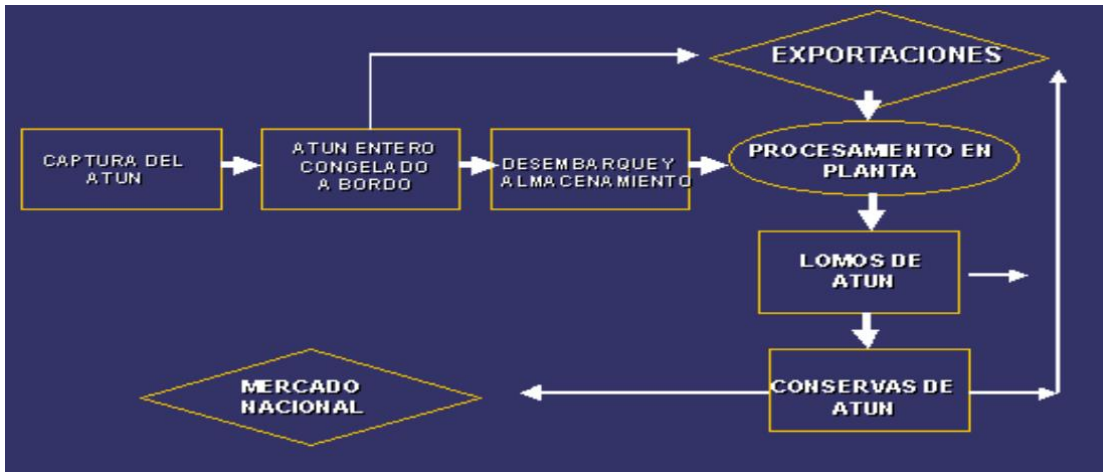 EXPORTACIONES
CAPTURA DEL
ATUN
ATUN ENTERO
CONGELADO
A BORDO
DESEMBARQUE Y
ALMACENAMIENTO
PROCESAMIENTO EN
PLANTA
LOMOS DE
ATUN
CONSERVAS DE
ATUN
MERCADO
NACIONAL